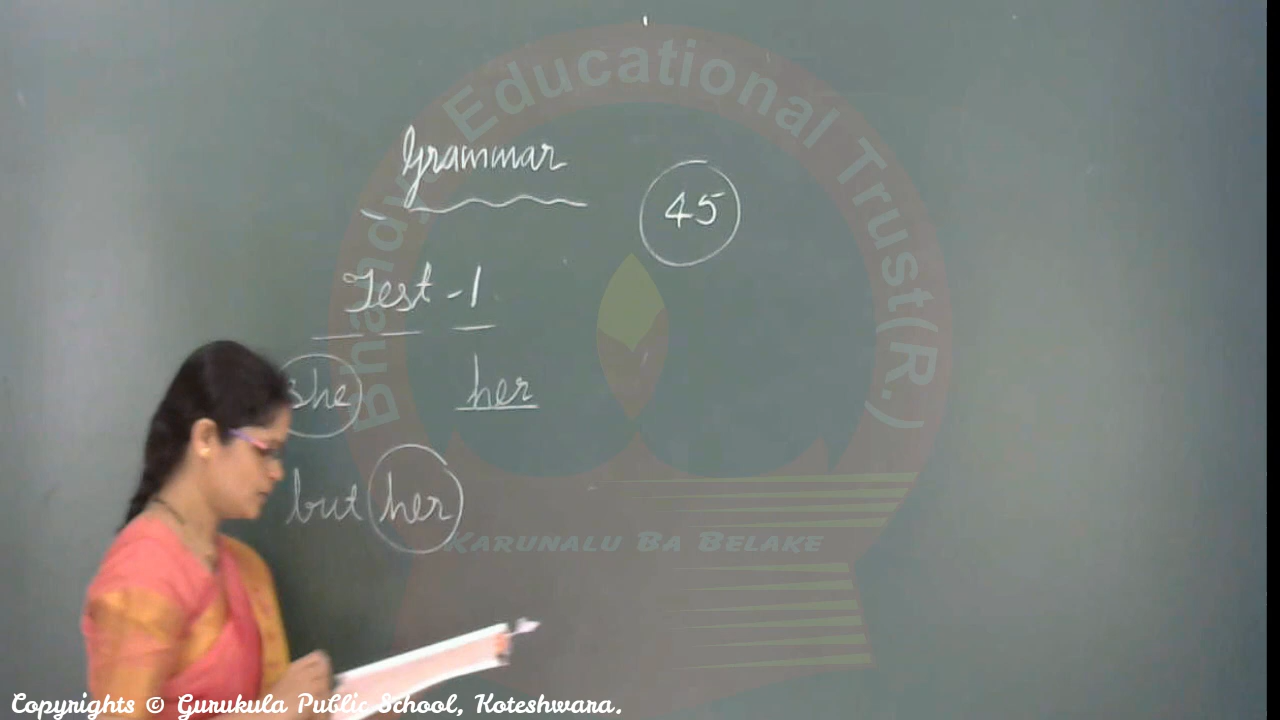 Grammar
45
Test - 1
she her
but her
Educational Trust (R.)
KARUNALU BA BELAKE
Copyrights © Gurukula Public School, Koteshwara.